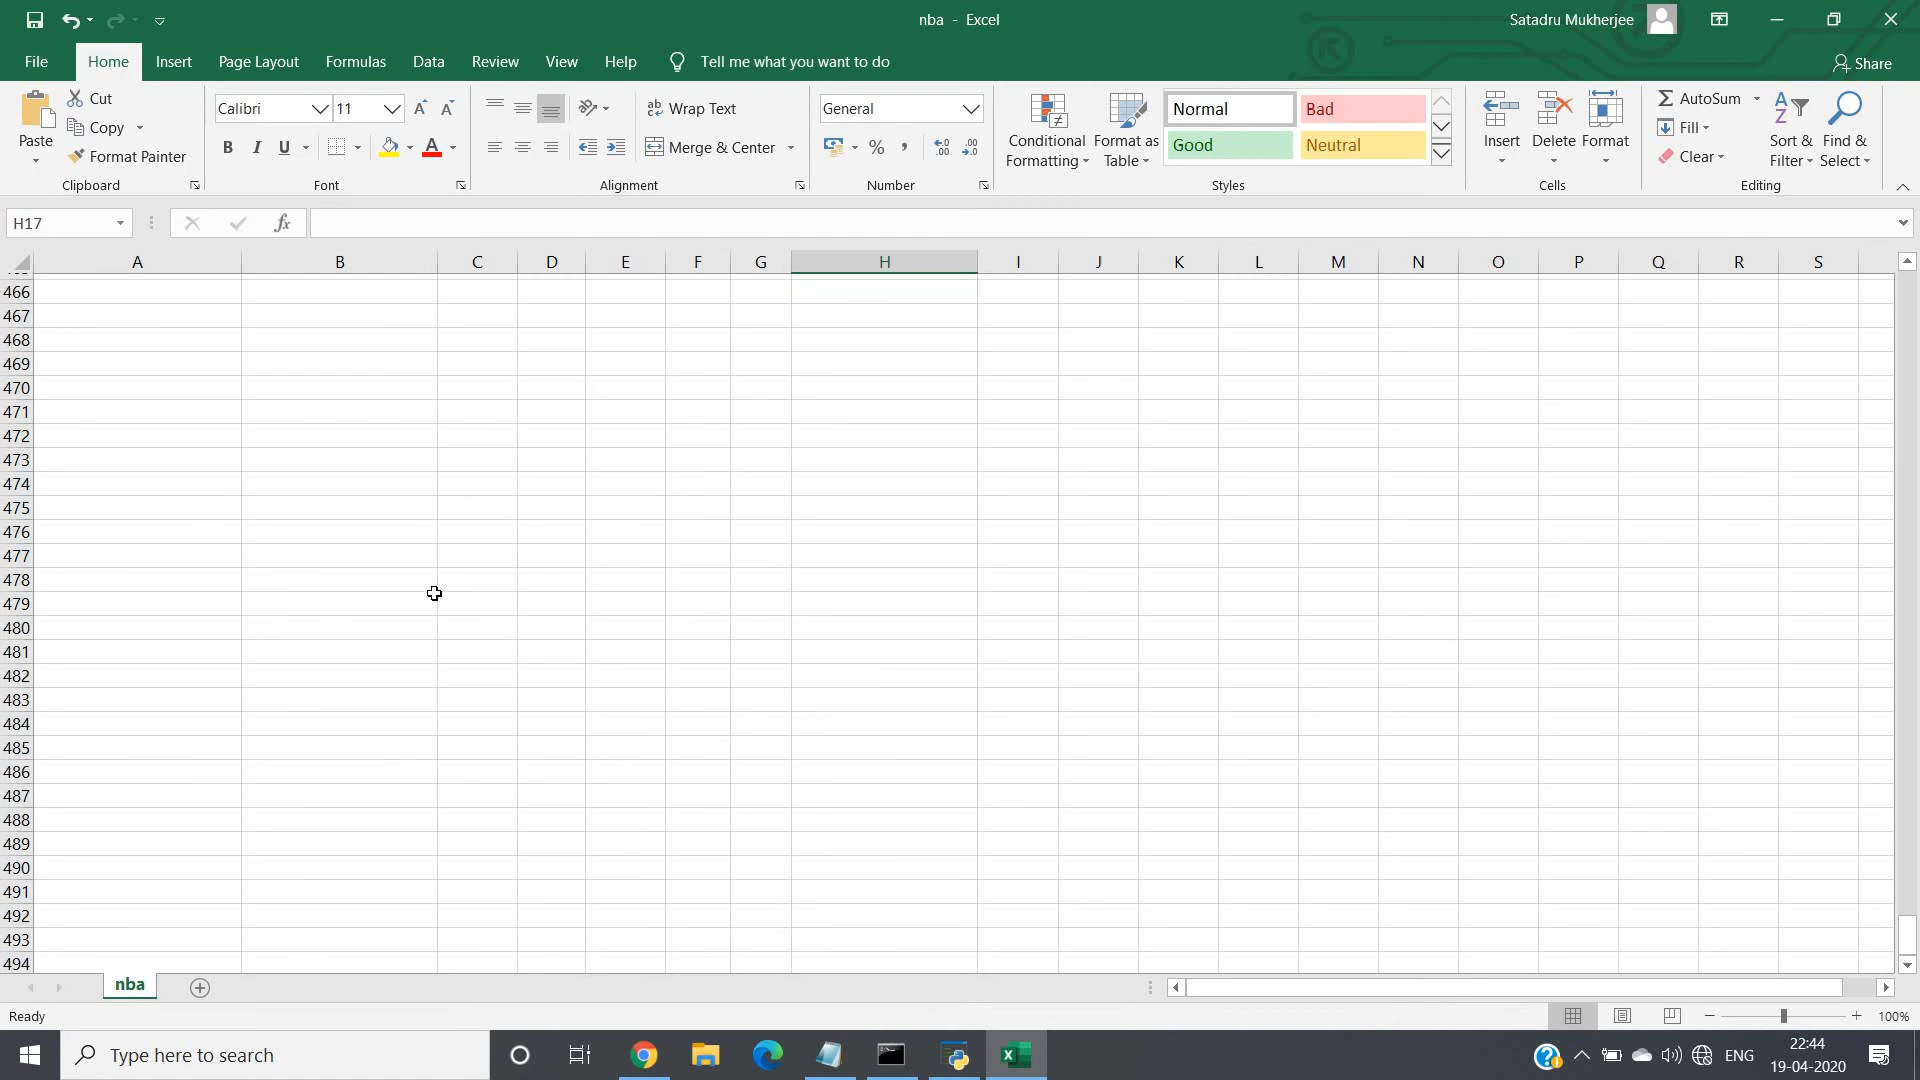 nba - Excel
Satadru Mukherjee
File Home Insert Page Layout Formulas Data Review View Help Tell me what you want to do
Share
Paste
Cut
Copy
Format Painter
Clipboard
Calibri 11
B I U
Font
Wrap Text
Merge & Center
Alignment
General
%
Number
Conditional Formatting
Format as Table
Normal Bad
Good Neutral
Styles
Insert Delete Format
Cells
AutoSum
Fill
Clear
Sort & Filter
Find & Select
Editing
H17
fx
A B C D E F G H I J K L M N O P Q R S
466
467
468
469
470
471
472
473
474
475
476
477
478
479
480
481
482
483
484
485
486
487
488
489
490
491
492
493
494
nba
Ready
100%
Type here to search
ENG
22:44
19-04-2020